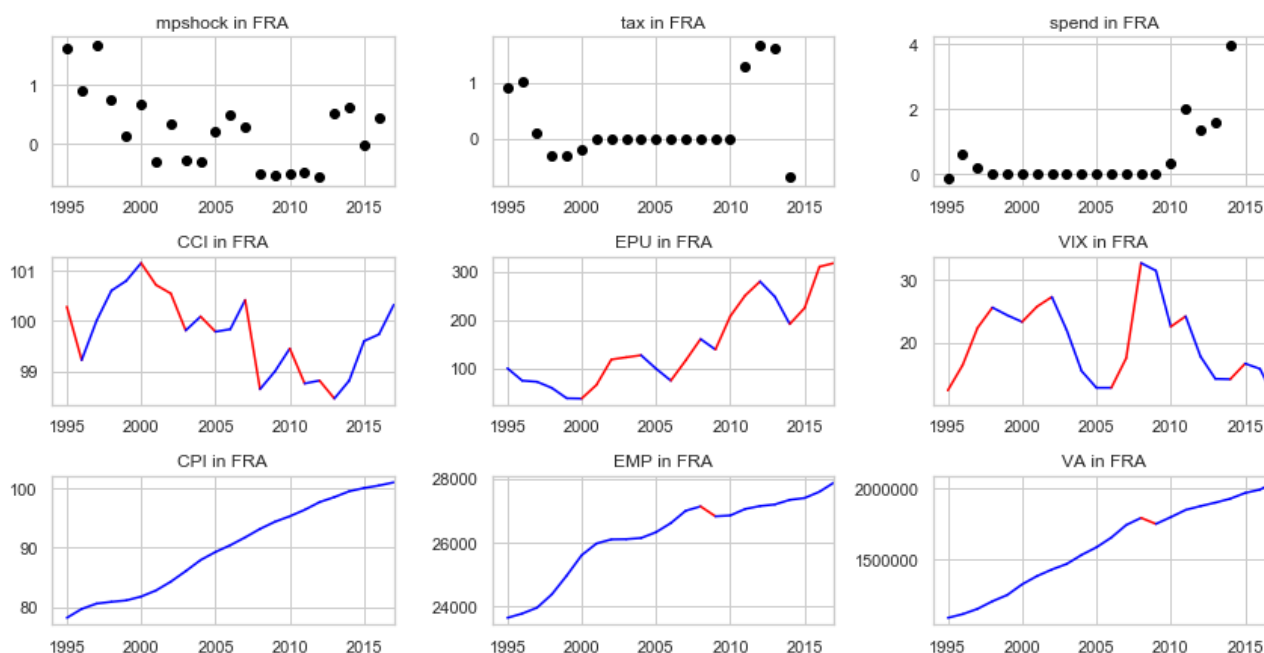 mpshock in FRA
tax in FRA
spend in FRA
1
0
1
0
4
2
0
1995 2000 2005 2010 2015
1995 2000 2005 2010 2015
1995 2000 2005 2010 2015
CCI in FRA
EPU in FRA
VIX in FRA
101
100
99
300
200
100
30
20
1995 2000 2005 2010 2015
1995 2000 2005 2010 2015
1995 2000 2005 2010 2015
CPI in FRA
EMP in FRA
VA in FRA
100
90
80
28000
26000
24000
2000000
1500000
1995 2000 2005 2010 2015
1995 2000 2005 2010 2015
1995 2000 2005 2010 2015